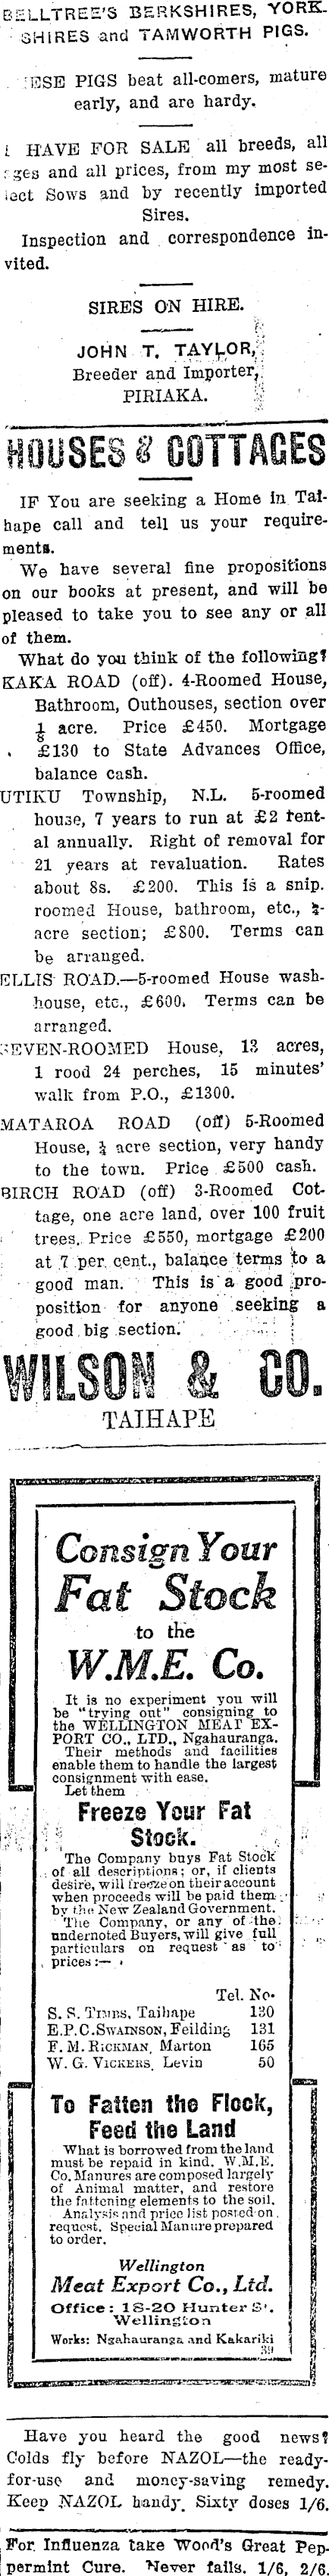 BELLTREE'S BERKSHIRES, YORK-
SHIRES and TAMWORTH PIGS.
PIGS beat all-comers, mature
early, and are hardy.
HAVE FOR SALE all breeds, all
ges and all prices, from my most se-
lect Sows and by recently imported
Sires.
Inspection and correspondence in-
vited.
SIRES ON HIRE.
JOHN T. TAYLOR,
Breeder and Importer,
PIRIAKA.
HOUSES & COTTAGES
IF You are seeking a Home in Tai-
hape call and tell us your require-
ments.
We have several fine propositions
on our books at present, and will be
pleased to take you to see any or all
of them.
What do you think of the following?
KAKA ROAD (off). 4-Roomed House,
Bathroom, Outhouses, section over
⅛ acre. Price £450. Mortgage
£130 to State Advances Office,
balance cash.
UTIKU Township, N.L. 5-roomed
house, 7 years to run at £2 rent-
al annually. Right of removal for
21 years at revaluation. Rates
about 8s. £200. This is a snip.
roomed House, bathroom, etc.,
acre section; £800. Terms can
be arranged.
ELLIS ROAD.—5-roomed House wash-
house, etc., £600. Terms can be
arranged.
SEVEN-ROOMED House, 13 acres,
1 rood 24 perches, 15 minutes'
walk from P.O., £1300.
MATAROA ROAD (off) 5-Roomed
House, ¼ acre section, very handy
to the town. Price £500 cash.
BIRCH ROAD (off) 3-Roomed Cot-
tage, one acre land, over 100 fruit
trees. Price £550, mortgage £200
at 7 per cent., balance terms to a
good man. This is a good pro-
position for anyone seeking a
good big section.
WILSON & CO.
TAIHAPE
Consign Your
Fat Stock
to the
W.M.E. Co.
It is no experiment you will
be "trying out" consigning to
the WELLINGTON MEAT EX-
PORT CO., LTD., Ngahauranga.
Their methods and facilities
enable them to handle the largest
consignment with ease.
Let them
Freeze Your Fat
Stock.
The Company buys Fat Stock
of all descriptions; or, if clients
desire, will freeze on their account
when proceeds will be paid them
by the New Zealand Government.
The Company, or any of the
undernoted Buyers, will give full
particulars on request as to
prices:—
Tel. No.
S. S. TIMBS, Taihape 130
E.P.C. SWAINSON, Feilding 131
F. M. RICKMAN, Marton 165
W. G. VICKERS, Levin 50
To Fatten the Flock,
Feed the Land
What is borrowed from the land
must be repaid in kind. W.M.E.
Co. Manures are composed largely
of Animal matter, and restore
the fattening elements to the soil.
Analysis and price list posted on
request. Special Manure prepared
to order.
Wellington
Meat Export Co., Ltd.
Office: 18-20 Hunter St.
Wellington
Works: Ngahauranga and Kakariki
39
Have you heard the good news?
Colds fly before NAZOL—the ready-
for-use and money-saving remedy.
Keep NAZOL handy. Sixty doses 1/6.
For Influenza take Wood's Great Pep-
permint Cure. Never fails. 1/6, 2/6